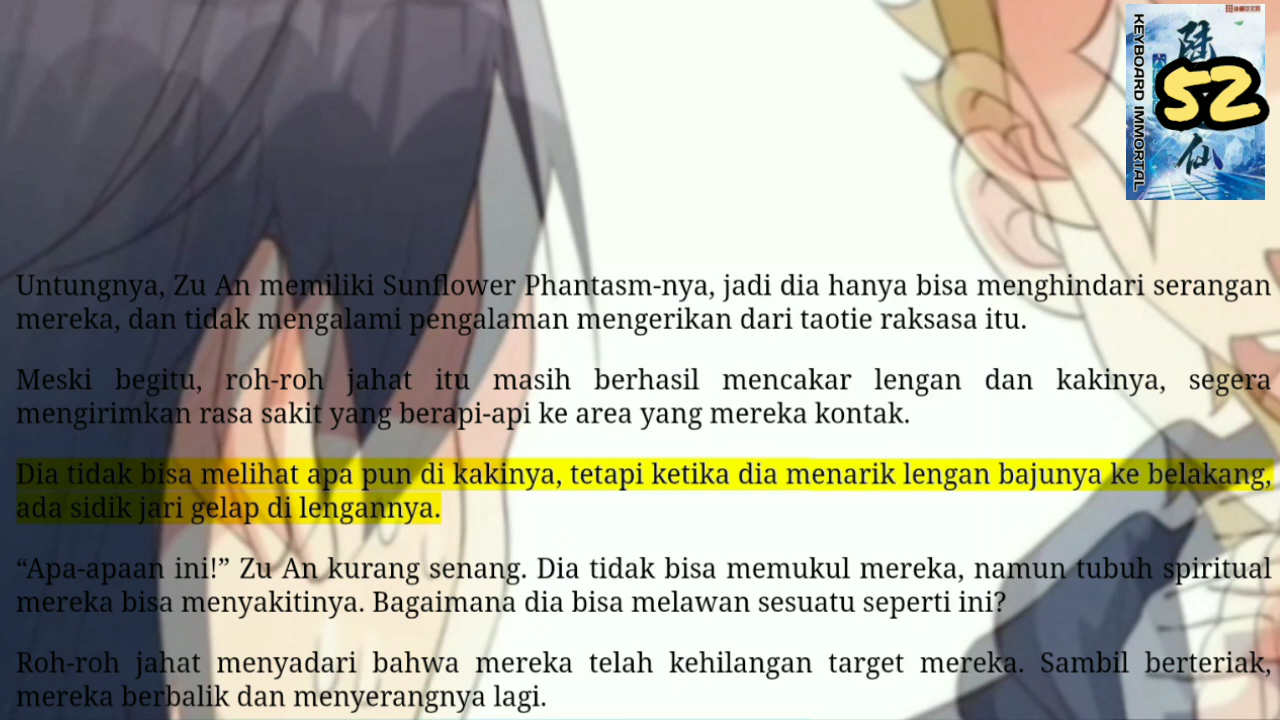 KEYBOARD IMMORTAL
陆
仙
52
Untungnya, Zu An memiliki Sunflower Phantasm-nya, jadi dia hanya bisa menghindari serangan
mereka, dan tidak mengalami pengalaman mengerikan dari taotie raksasa itu.
Meski begitu, roh-roh jahat itu masih berhasil mencakar lengan dan kakinya, segera
mengirimkan rasa sakit yang berapi-api ke area yang mereka kontak.
Dia tidak bisa melihat apa pun di kakinya, tetapi ketika dia menarik lengan bajunya ke belakang,
ada sidik jari gelap di lengannya.
“Apa-apaan ini!” Zu An kurang senang. Dia tidak bisa memukul mereka, namun tubuh spiritual
mereka bisa menyakitinya. Bagaimana dia bisa melawan sesuatu seperti ini?
Roh-roh jahat menyadari bahwa mereka telah kehilangan target mereka. Sambil berteriak,
mereka berbalik dan menyerangnya lagi.